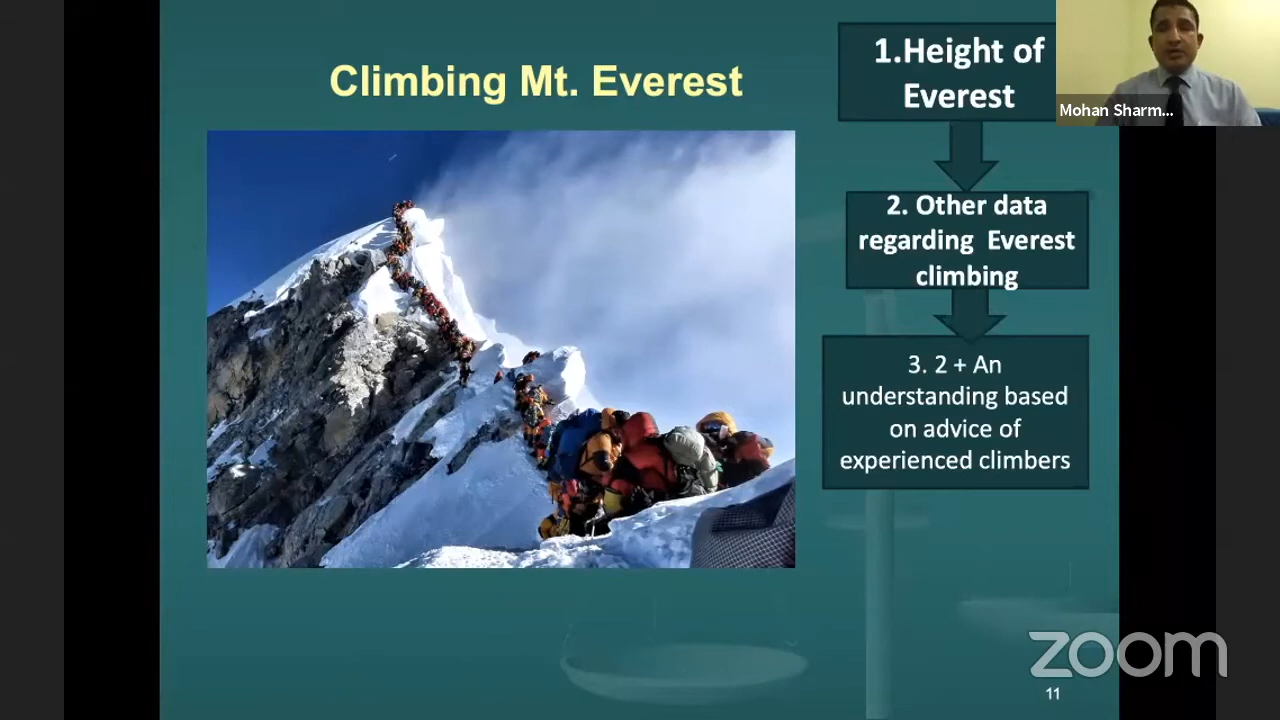 Climbing Mt. Everest
1.Height of
Everest
2. Other data
regarding Everest
climbing
3. 2 + An
understanding based
on advice of
experienced climbers
Mohan Sharm...
zoom
11